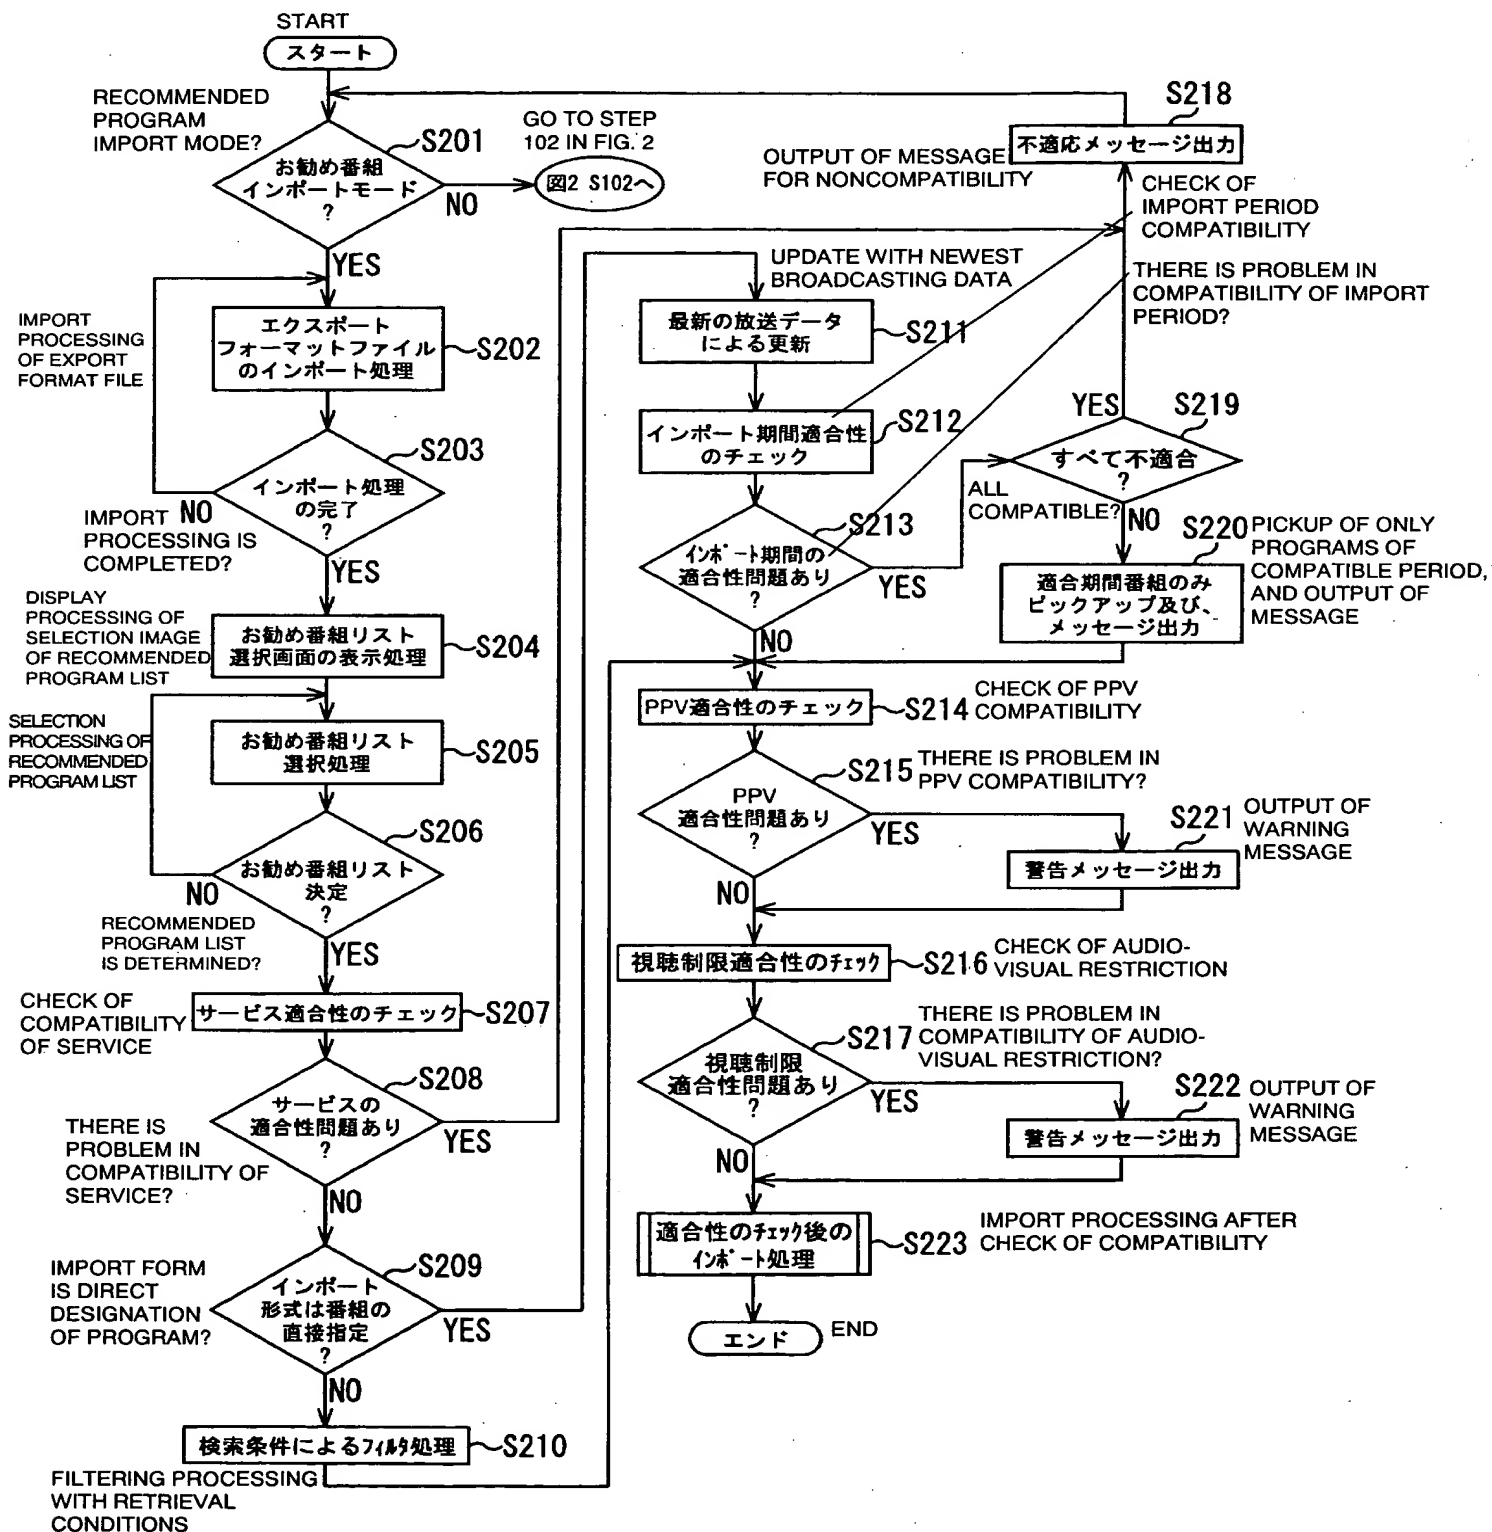 START
スタート
RECOMMENDED
PROGRAM
IMPORT MODE?
S201
お勧め番組
インポートモード
?
NO
YES
GO TO STEP
102 IN FIG. 2
図2 S102へ
IMPORT
PROCESSING
OF EXPORT
FORMAT FILE
エクスポート
フォーマットファイル
のインポート処理
S202
S203
インポート処理
の完了
?
NO
YES
IMPORT
PROCESSING IS
COMPLETED?
DISPLAY
PROCESSING OF
SELECTION IMAGE
OF RECOMMENDED
PROGRAM LIST
お勧め番組リスト
選択画面の表示処理
S204
SELECTION
PROCESSING OF
RECOMMENDED
PROGRAM LIST
お勧め番組リスト
選択処理
S205
S206
お勧め番組リスト
決定
?
NO
YES
RECOMMENDED
PROGRAM LIST
IS DETERMINED?
CHECK OF
COMPATIBILITY
OF SERVICE
サービス適合性のチェック
S207
S208
サービスの
適合性問題あり
?
YES
NO
THERE IS
PROBLEM IN
COMPATIBILITY OF
SERVICE?
IMPORT FORM
IS DIRECT
DESIGNATION
OF PROGRAM?
S209
インポート
形式は番組の
直接指定
?
YES
NO
検索条件によるフィルタ処理
S210
FILTERING PROCESSING
WITH RETRIEVAL
CONDITIONS
UPDATE WITH NEWEST
BROADCASTING DATA
最新の放送データ
による更新
S211
インポート期間適合性
のチェック
S212
S213
インポート期間の
適合性問題あり
?
YES
NO
PPV適合性のチェック
S214
CHECK OF PPV
COMPATIBILITY
S215
THERE IS PROBLEM IN
PPV COMPATIBILITY?
PPV
適合性問題あり
?
YES
NO
S221
OUTPUT OF
WARNING
MESSAGE
警告メッセージ出力
視聴制限適合性のチェック
S216
CHECK OF AUDIO-
VISUAL RESTRICTION
S217
THERE IS PROBLEM IN
COMPATIBILITY OF AUDIO-
VISUAL RESTRICTION?
視聴制限
適合性問題あり
?
YES
NO
S222
OUTPUT OF
WARNING
MESSAGE
警告メッセージ出力
適合性のチェック後の
インポート処理
S223
IMPORT PROCESSING AFTER
CHECK OF COMPATIBILITY
エンド
END
S218
不適応メッセージ出力
OUTPUT OF MESSAGE
FOR NONCOMPATIBILITY
CHECK OF
IMPORT PERIOD
COMPATIBILITY
THERE IS PROBLEM IN
COMPATIBILITY OF IMPORT
PERIOD?
YES
S219
すべて不適合
?
ALL
COMPATIBLE?
NO
S220
PICKUP OF ONLY
PROGRAMS OF
COMPATIBLE PERIOD,
AND OUTPUT OF
MESSAGE
適合期間番組のみ
ピックアップ及び、
メッセージ出力